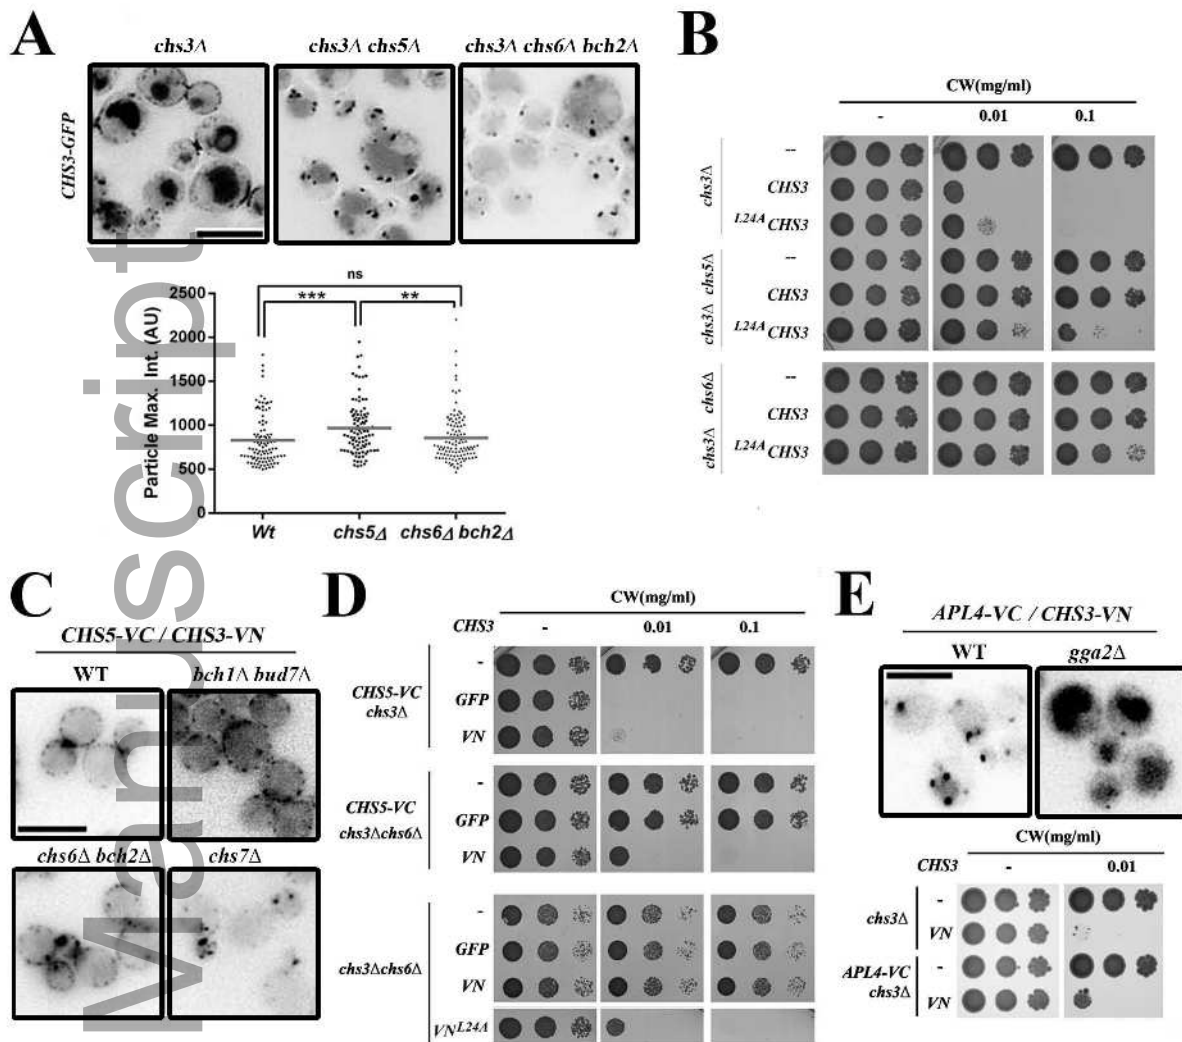 A
chs3Δ
chs3Δ chs5Δ
chs3Δ chs6Δ bch2Δ
CHS3-GFP
ns
***
**
Particle Max. Int. (AU)
2500
2000
1500
1000
500
0
Wt
chs5Δ
chs6Δ bch2Δ
B
CW(mg/ml)
-
0.01
0.1
chs3Δ
--
CHS3
L24A CHS3
chs3Δ chs5Δ
--
CHS3
L24A CHS3
chs3Δ chs6Δ
--
CHS3
L24A CHS3
C
CHS5-VC / CHS3-VN
WT
bch1Δ bud7Δ
chs6Δ bch2Δ
chs7Δ
D
CW(mg/ml)
CHS3
-
0.01
0.1
CHS5-VC
chs3Δ
-
GFP
VN
CHS5-VC
chs3Δchs6Δ
-
GFP
VN
chs3Δchs6Δ
-
GFP
VN
VN L24A
E
APL4-VC / CHS3-VN
WT
gga2Δ
CW(mg/ml)
CHS3
-
0.01
chs3Δ
-
VN
APL4-VC
chs3Δ
-
VN
Manuscript